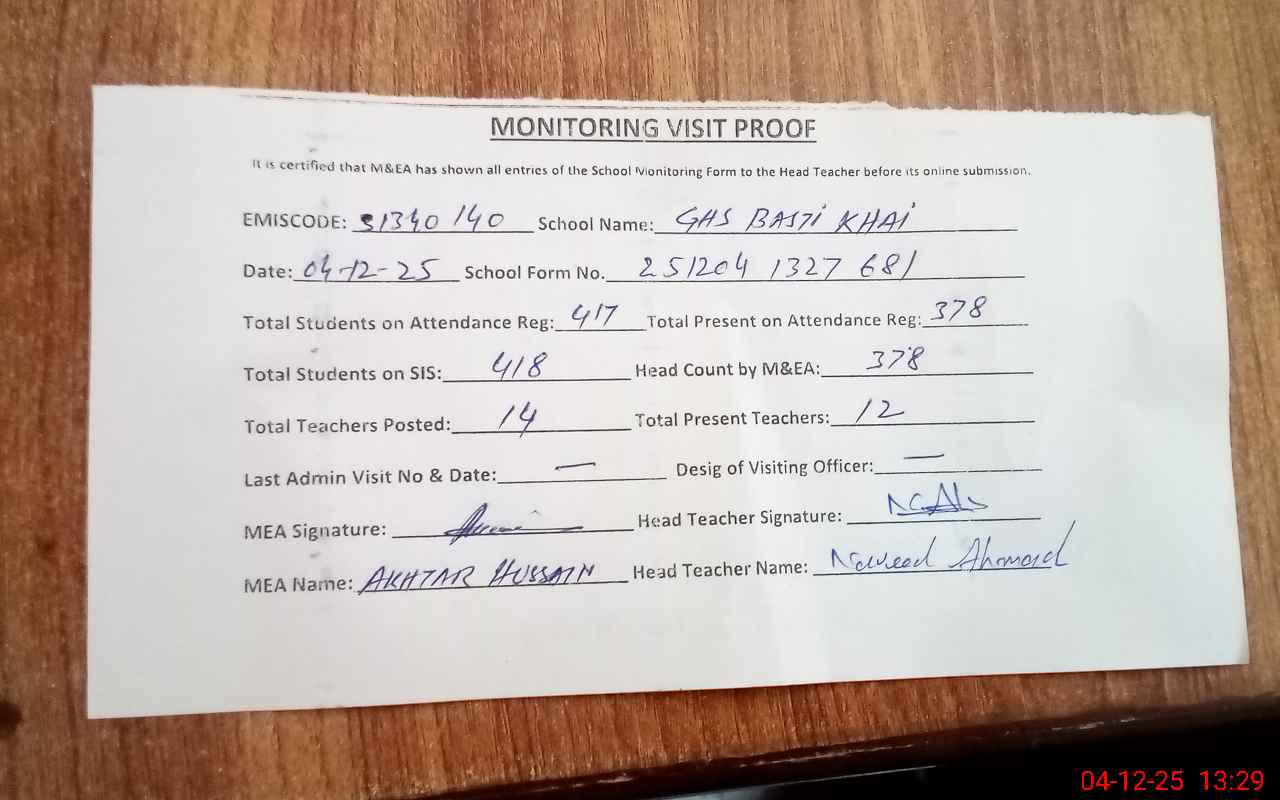 MONITORING VISIT PROOF
It is certified that M&EA has shown all entries of the School Monitoring Form to the Head Teacher before its online submission.
EMISCODE: 31340140 School Name: GHS BASTI KHAI
Date: 04-12-25 School Form No. 251204 1327 681
Total Students on Attendance Reg: 417 Total Present on Attendance Reg: 378
Total Students on SIS: 418 Head Count by M&EA: 378
Total Teachers Posted: 14 Total Present Teachers: 12
Last Admin Visit No & Date: — Desig of Visiting Officer: —
MEA Signature: Head Teacher Signature:
MEA Name: AKHTAR HUSSAIN Head Teacher Name: Naveed Ahmad
04-12-25 13:29